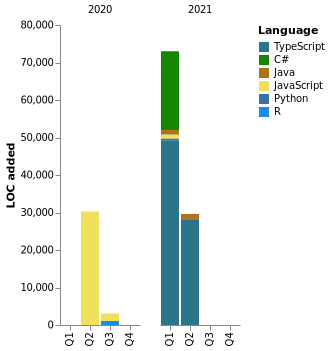 2020
2021
80,000
70,000
60,000
50,000
40,000
30,000
20,000
10,000
0
LOC added
Q1
Q2
Q3
Q4
Q1
Q2
Q3
Q4
Language
TypeScript
C#
Java
JavaScript
Python
R